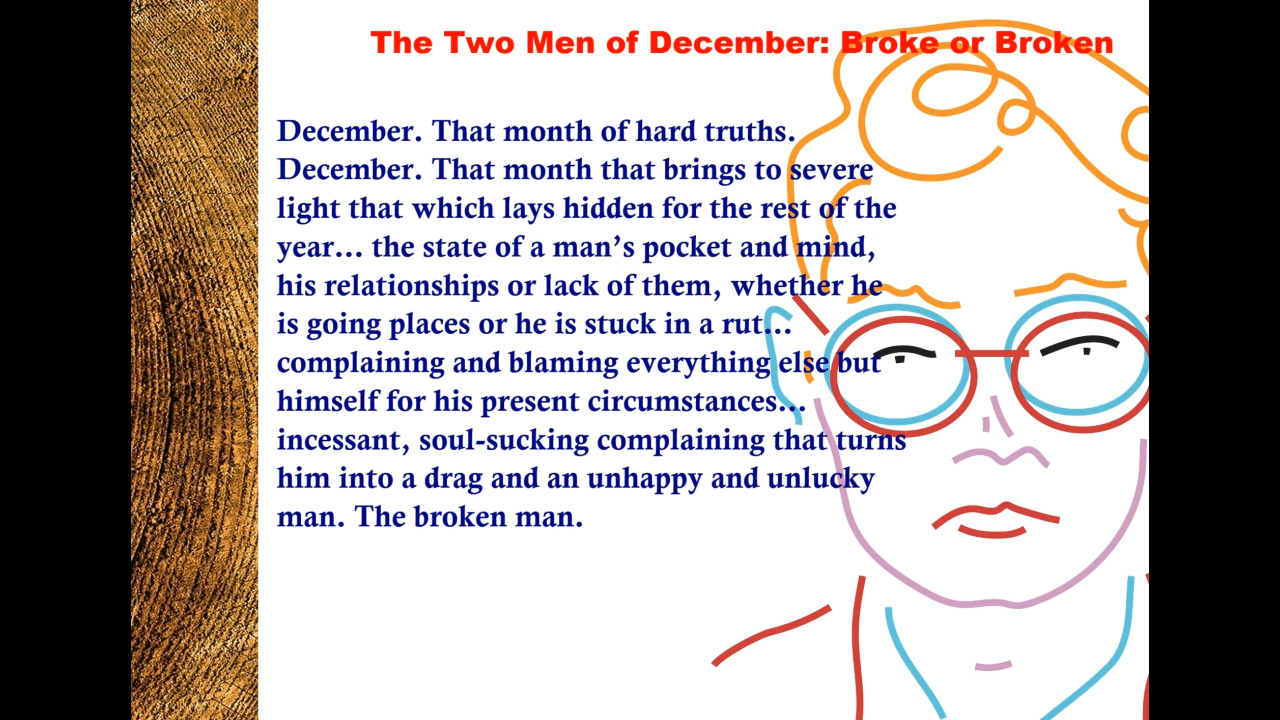 The Two Men of December: Broke or Broken
December. That month of hard truths.
December. That month that brings to severe
light that which lays hidden for the rest of the
year… the state of a man’s pocket and mind,
his relationships or lack of them, whether he
is going places or he is stuck in a rut…
complaining and blaming everything else but
himself for his present circumstances…
incessant, soul-sucking complaining that turns
him into a drag and an unhappy and unlucky
man. The broken man.